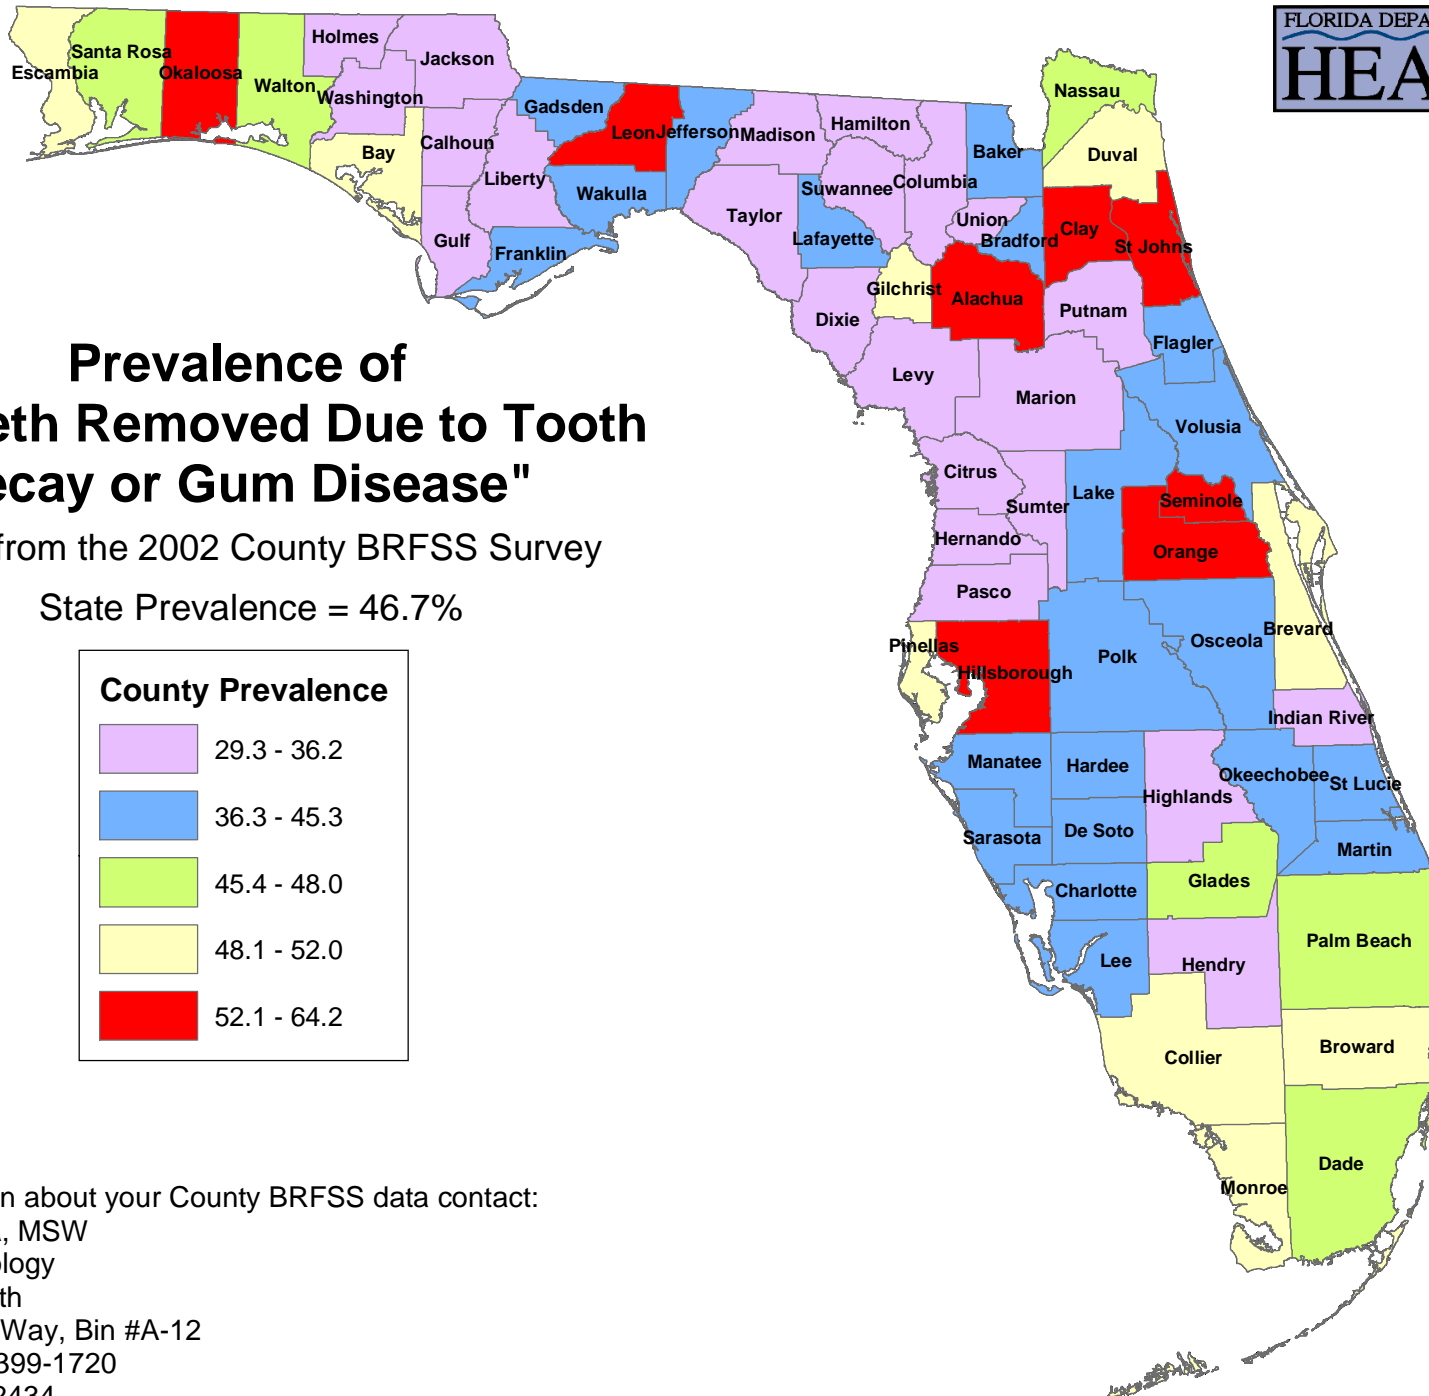 FLORIDA DEPA
HEA
Holmes
Jackson
Santa Rosa
Escambia
Okaloosa
Walton
Washington
Nassau
Gadsden
Leon
Jefferson
Madison
Hamilton
Calhoun
Bay
Baker
Duval
Liberty
Wakulla
Suwannee
Columbia
Taylor
Union
Gulf
Franklin
Lafayette
Bradford
Clay
St Johns
Gilchrist
Alachua
Dixie
Putnam
Flagler
Prevalence of
eth Removed Due to Tooth
ecay or Gum Disease"
from the 2002 County BRFSS Survey
State Prevalence = 46.7%
Levy
Marion
Volusia
Citrus
Sumter
Lake
Seminole
Hernando
Orange
Pasco
Brevard
Pinellas
Hillsborough
Polk
Osceola
Indian River
Manatee
Hardee
Okeechobee
St Lucie
Highlands
Sarasota
De Soto
Martin
Charlotte
Glades
Palm Beach
Lee
Hendry
Broward
Collier
Dade
Monroe
County Prevalence
29.3 - 36.2
36.3 - 45.3
45.4 - 48.0
48.1 - 52.0
52.1 - 64.2
n about your County BRFSS data contact:
, MSW
ology
th
Way, Bin #A-12
399-1720
2434